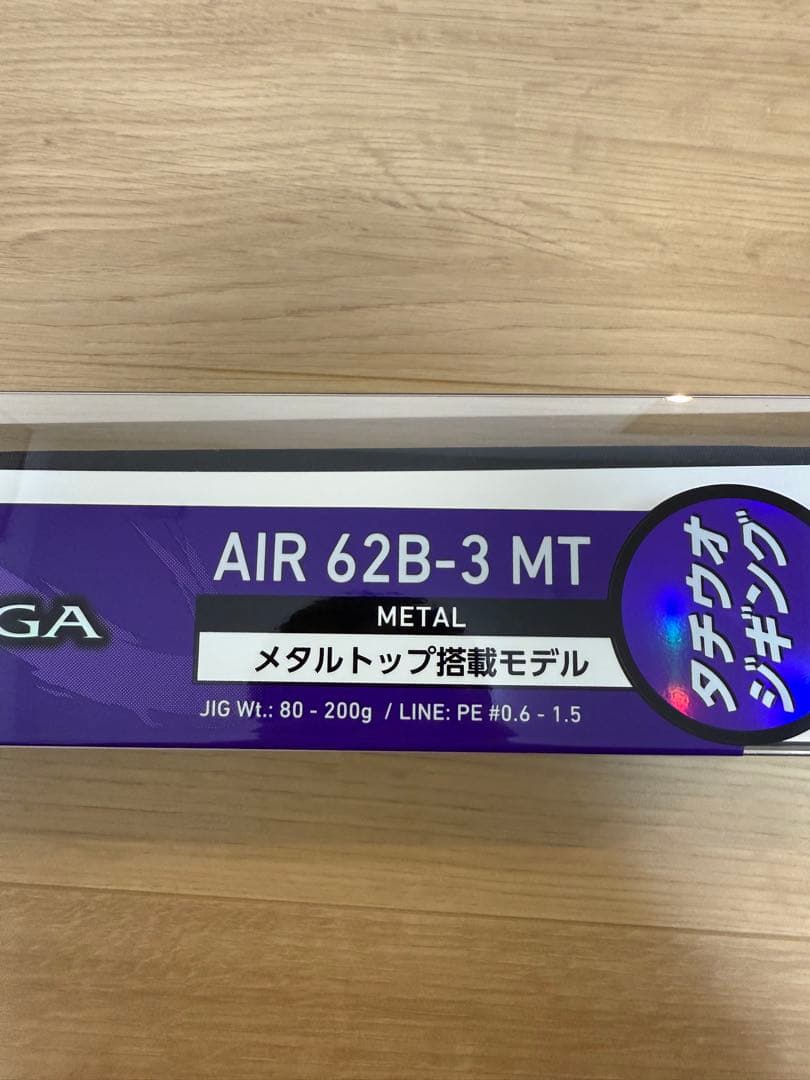 GA
AIR 62B-3 MT
METAL
メタルトップ搭載モデル
JIG Wt.: 80 - 200g / LINE: PE #0.6 - 1.5
タチウオ
ジギング